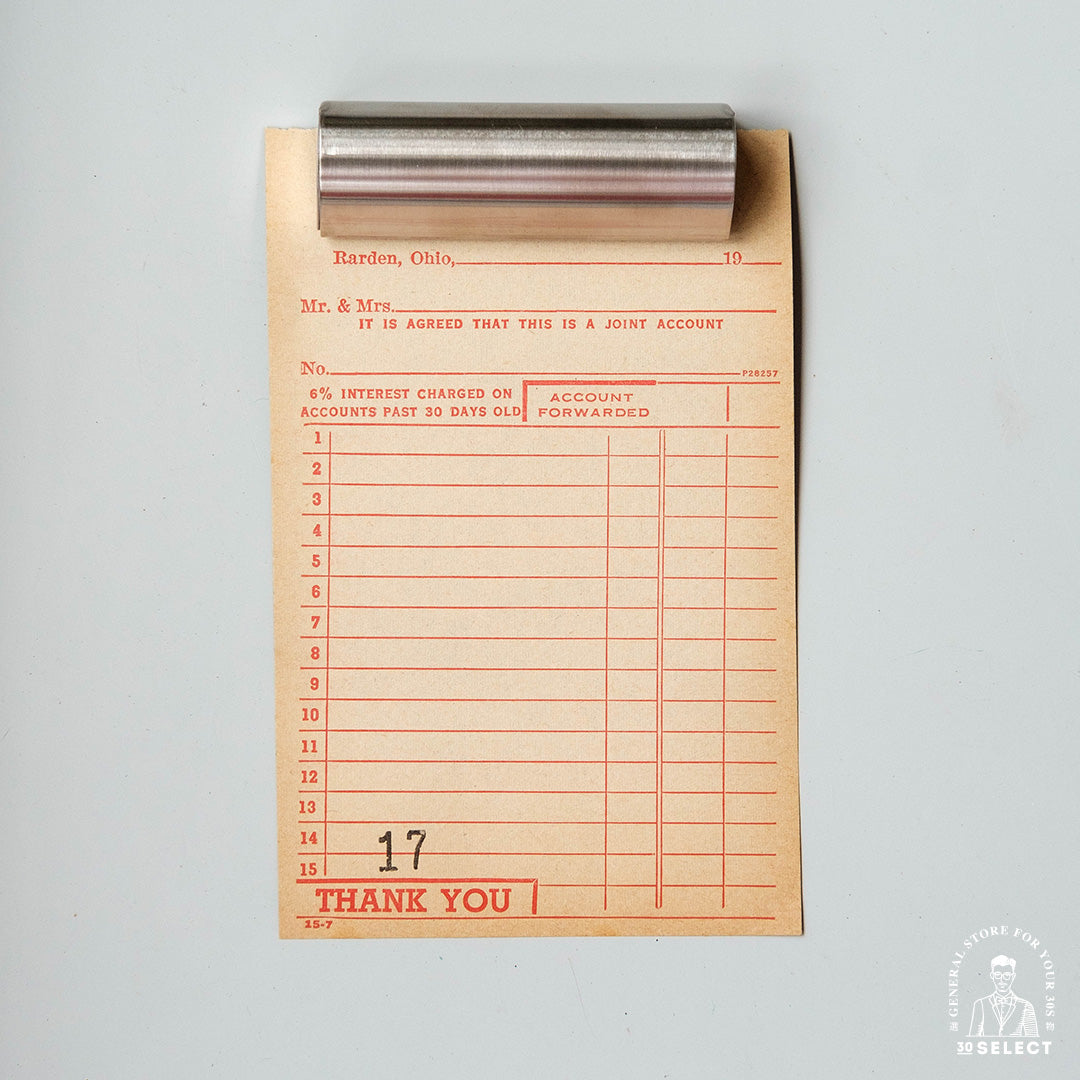 Rarden, Ohio, 19
Mr. & Mrs.
IT IS AGREED THAT THIS IS A JOINT ACCOUNT
No. P28257
6% INTEREST CHARGED ON
ACCOUNTS PAST 30 DAYS OLD
ACCOUNT
FORWARDED
1
2
3
4
5
6
7
8
9
10
11
12
13
14
17
15
THANK YOU
15-7
GENERAL STORE FOR YOUR 30S
30 SELECT